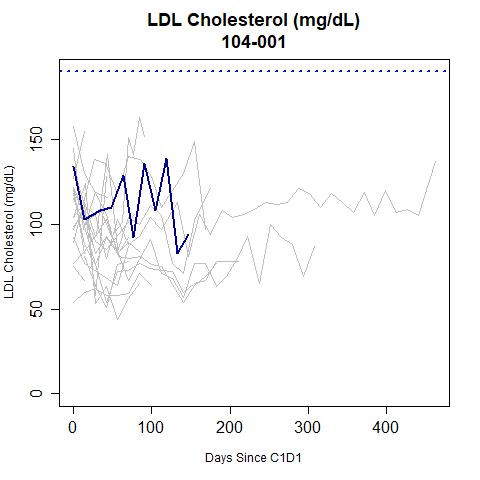 LDL Cholesterol (mg/dL)
104-001
LDL Cholesterol (mg/dL)
150
100
50
0
0 100 200 300 400
Days Since C1D1